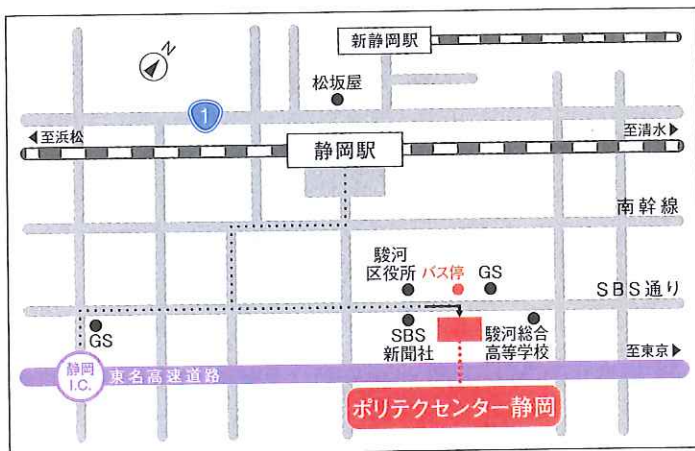 N
新静岡駅
松坂屋
1
至浜松
至清水
静岡駅
南幹線
駿河
区役所
バス停
GS
SBS通り
GS
SBS
新聞社
駿河総合
高等学校
至東京
静岡
I.C.
東名高速道路
ポリテクセンター静岡